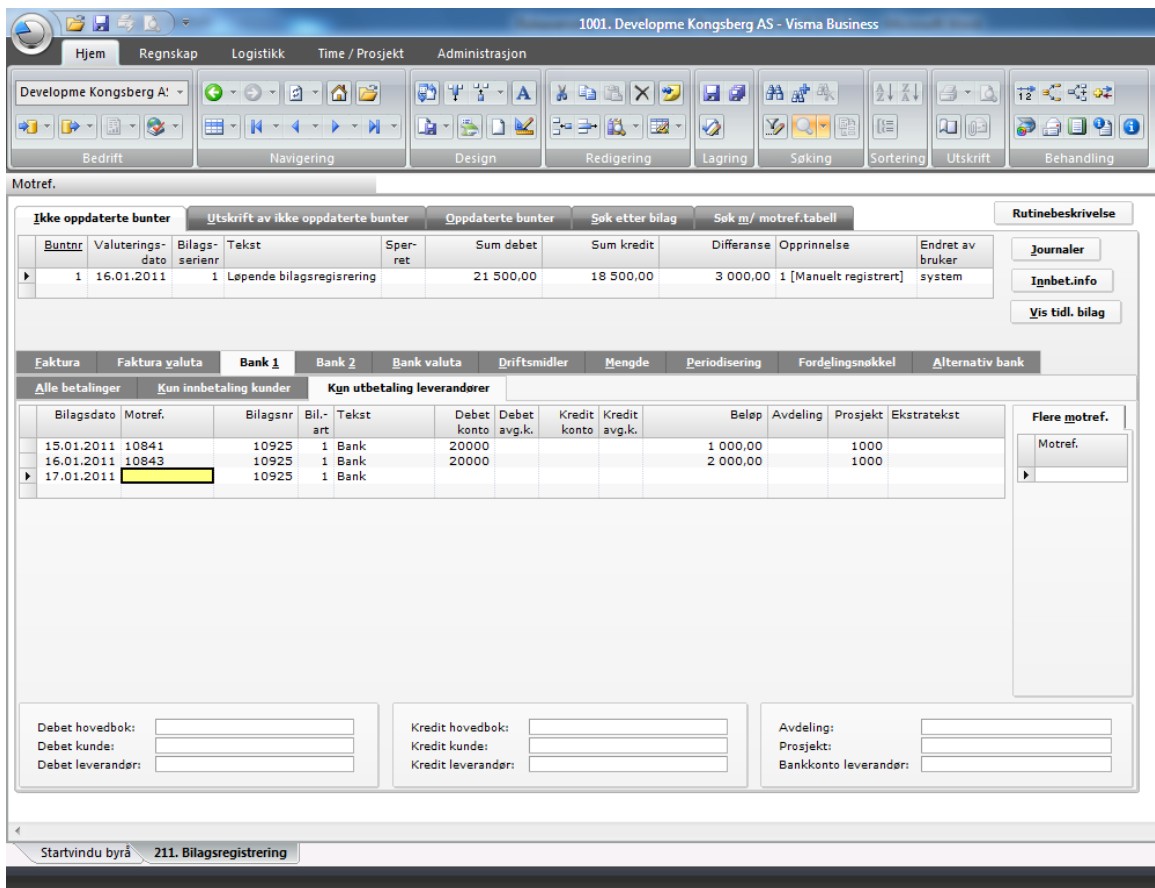 1001. Developme Kongsberg AS - Visma Business
Hjem Regnskap Logistikk Time / Prosjekt Administrasjon
Developme Kongsberg A:
Bedrift Navigering Design Redigering Lagring Søking Sortering Utskrift Behandling
Motref.
Ikke oppdaterte bunter Utskrift av ikke oppdaterte bunter Oppdaterte bunter Søk etter bilag Søk m/ motref.tabell Rutinebeskrivelse
Buntnr Valuterings- Bilags- Tekst Sper- Sum debet Sum kredit Differanse Opprinnelse Endret av
dato serienr ret bruker
1 16.01.2011 1 Løpende bilagsregisrering 21 500,00 18 500,00 3 000,00 1 [Manuelt registrert] system
Journaler
Innbet.info
Vis tidl. bilag
Faktura Faktura valuta Bank 1 Bank 2 Bank valuta Driftsmidler Mengde Periodisering Fordelingsnøkkel Alternativ bank
Alle betalinger Kun innbetaling kunder Kun utbetaling leverandører
Bilagsdato Motref. Bilagsnr Bil.- Tekst Debet Debet Kredit Kredit Beløp Avdeling Prosjekt Ekstratekst
art konto avg.k. konto avg.k.
15.01.2011 10841 10925 1 Bank 20000 1 000,00 1000
16.01.2011 10843 10925 1 Bank 20000 2 000,00 1000
17.01.2011 10925 1 Bank
Flere motref.
Motref.
Debet hovedbok:
Debet kunde:
Debet leverandør:
Kredit hovedbok:
Kredit kunde:
Kredit leverandør:
Avdeling:
Prosjekt:
Bankkonto leverandør:
Startvindu byrå 211. Bilagsregistrering